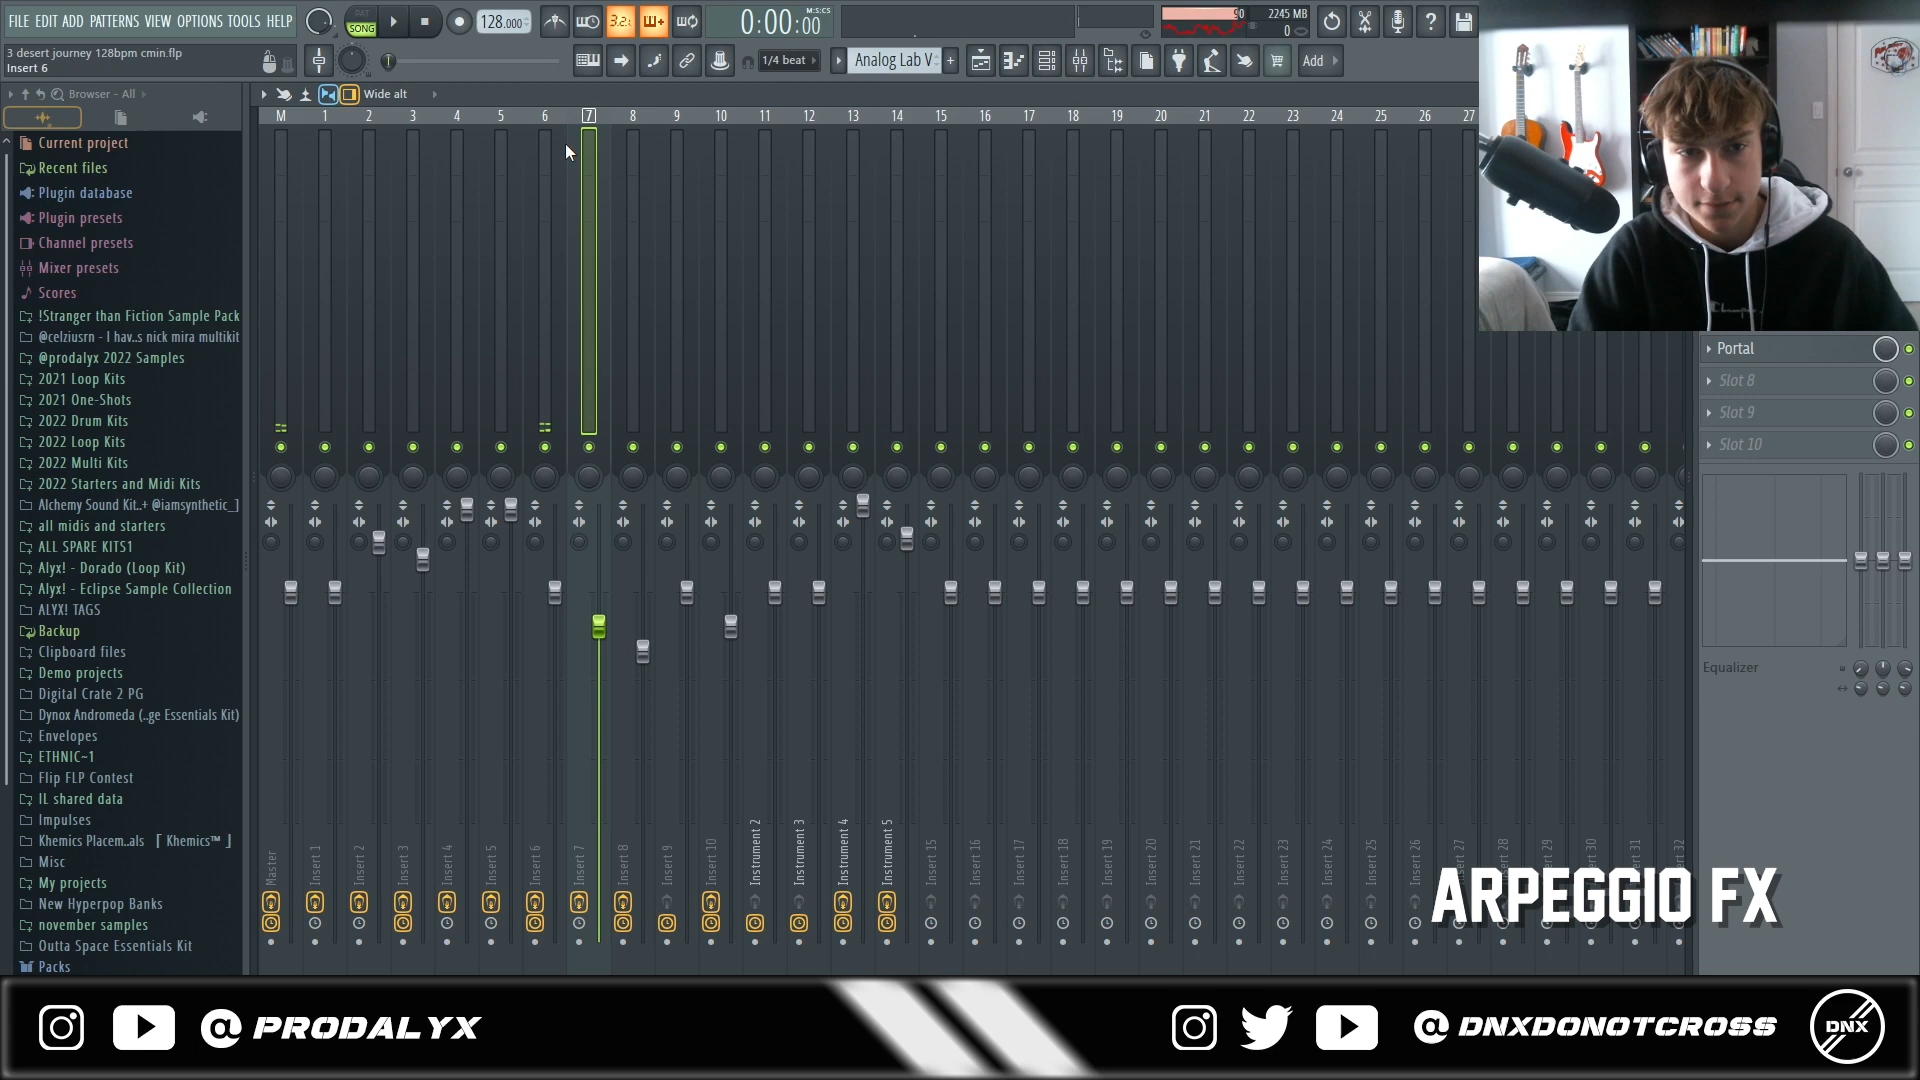 FILE EDIT ADD PATTERNS VIEW OPTIONS TOOLS HELP
PAT
SONG
128.000
3.2:
0:00:00
M:S:CS
90
2245 MB
0
3 desert journey 128bpm cmin.flp
Insert 6
1/4 beat
Analog Lab V
Add
Browser - All
Wide alt
M 1 2 3 4 5 6 7 8 9 10 11 12 13 14 15 16 17 18 19 20 21 22 23 24 25 26 27
Current project
Recent files
Plugin database
Plugin presets
Channel presets
Mixer presets
Scores
!Stranger than Fiction Sample Pack
@celziusrn - I hav..s nick mira multikit
@prodalyx 2022 Samples
2021 Loop Kits
2021 One-Shots
2022 Drum Kits
2022 Loop Kits
2022 Multi Kits
2022 Starters and Midi Kits
Alchemy Sound Kit..+ @iamsynthetic_]
all midis and starters
ALL SPARE KITS1
Alyx! - Dorado (Loop Kit)
Alyx! - Eclipse Sample Collection
ALYX! TAGS
Backup
Clipboard files
Demo projects
Digital Crate 2 PG
Dynox Andromeda (..ge Essentials Kit)
Envelopes
ETHNIC~1
Flip FLP Contest
IL shared data
Impulses
Khemics Placem..als 「 Khemics™ 」
Misc
My projects
New Hyperpop Banks
november samples
Outta Space Essentials Kit
Packs
Master
Insert 1
Insert 2
Insert 3
Insert 4
Insert 5
Insert 6
Insert 7
Insert 8
Insert 9
Insert 10
Instrument 2
Instrument 3
Instrument 4
Instrument 5
Insert 15
Insert 16
Insert 17
Insert 18
Insert 19
Insert 20
Insert 21
Insert 22
Insert 23
Insert 24
Insert 25
Insert 26
Portal
Slot 8
Slot 9
Slot 10
Equalizer
ARPEGGIO FX
@ PRODALYX
@ DNXDONOTCROSS
DNX